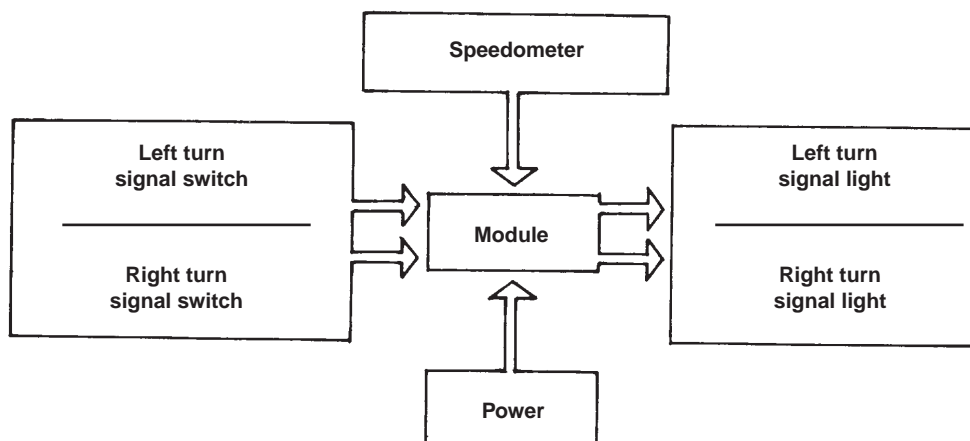 Speedometer
Left turn
signal switch
Right turn
signal switch
Module
Left turn
signal light
Right turn
signal light
Power